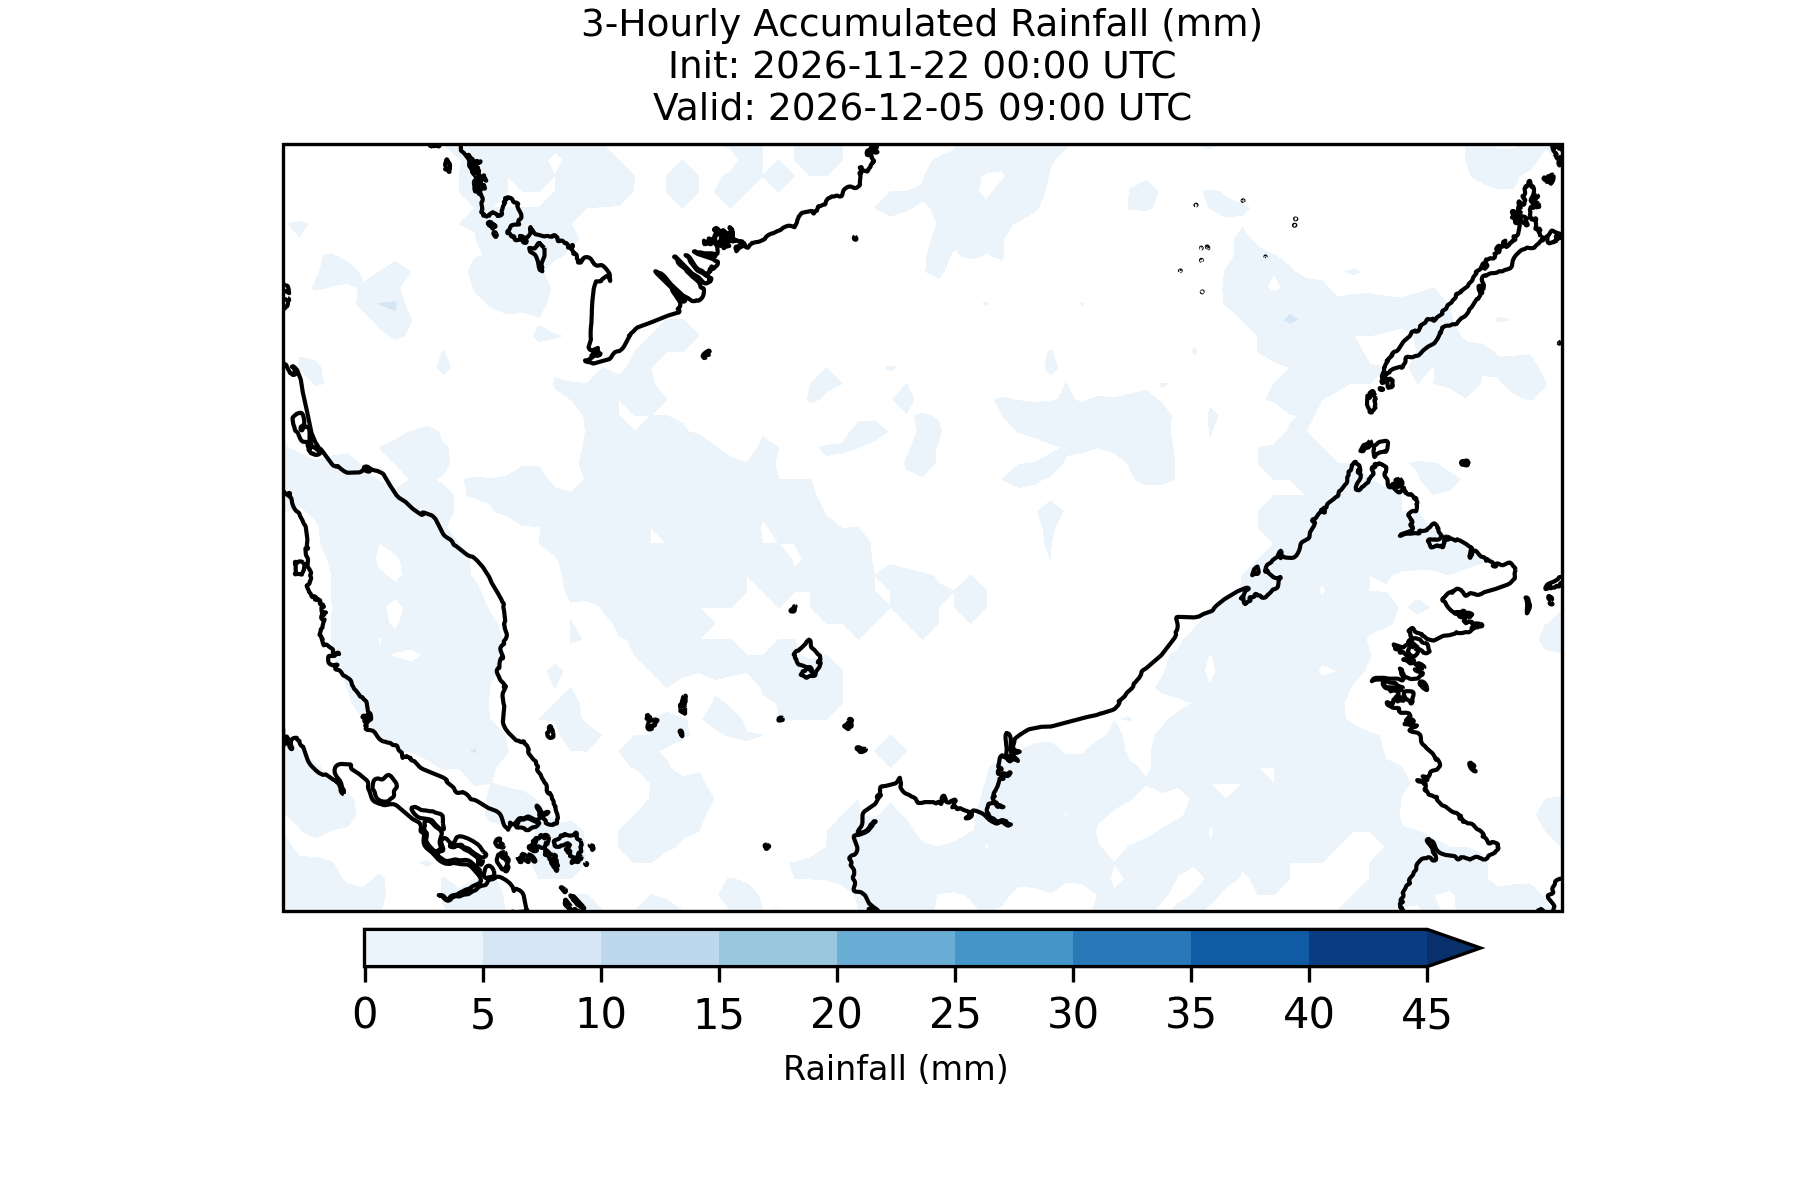 3-Hourly Accumulated Rainfall (mm)
Init: 2026-11-22 00:00 UTC
Valid: 2026-12-05 09:00 UTC
0 5 10 15 20 25 30 35 40 45
Rainfall (mm)